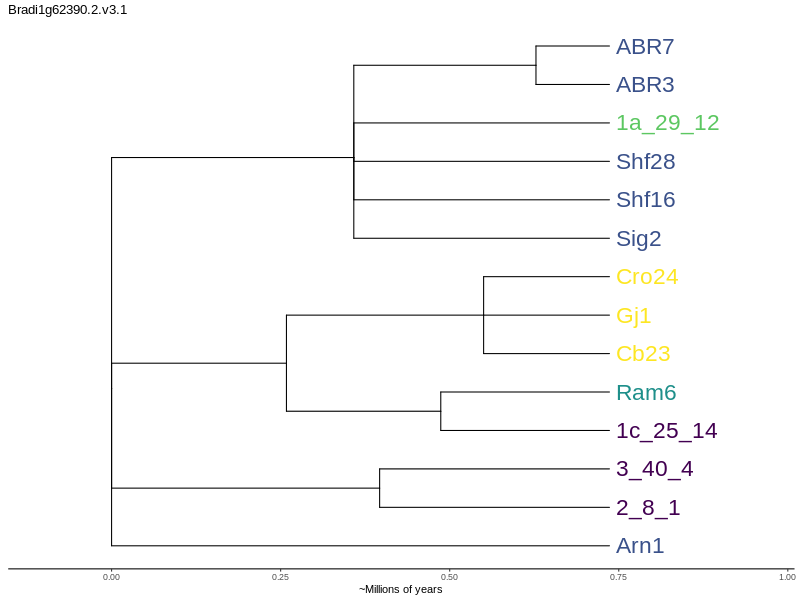 Bradi1g62390.2.v3.1
ABR7
ABR3
1a_29_12
Shf28
Shf16
Sig2
Cro24
Gj1
Cb23
Ram6
1c_25_14
3_40_4
2_8_1
Arn1
0.00 0.25 0.50 0.75 1.00
~Millions of years